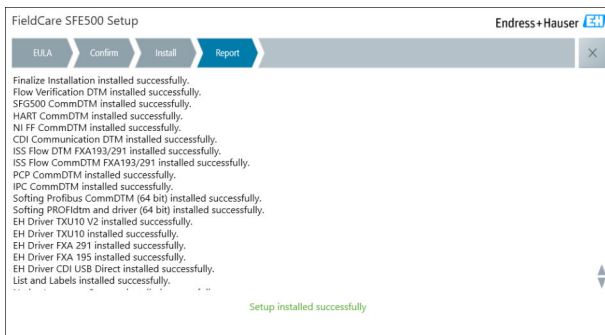 FieldCare SFE500 Setup
Endress+Hauser EH
EULA
Confirm
Install
Report
Finalize Installation installed successfully.
Flow Verification DTM installed successfully.
SFG500 CommDTM installed successfully.
HART CommDTM installed successfully.
NI FF CommDTM installed successfully.
CDI Communication DTM installed successfully.
ISS Flow DTM FXA193/291 installed successfully.
ISS Flow CommDTM FXA193/291 installed successfully.
PCP CommDTM installed successfully.
IPC CommDTM installed successfully.
Softing Profibus CommDTM (64 bit) installed successfully.
Softing PROFIdtm and driver (64 bit) installed successfully.
EH Driver TXU10 V2 installed successfully.
EH Driver TXU10 installed successfully.
EH Driver FXA 291 installed successfully.
EH Driver FXA 195 installed successfully.
EH Driver CDI USB Direct installed successfully.
List and Labels installed successfully.
Setup installed successfully